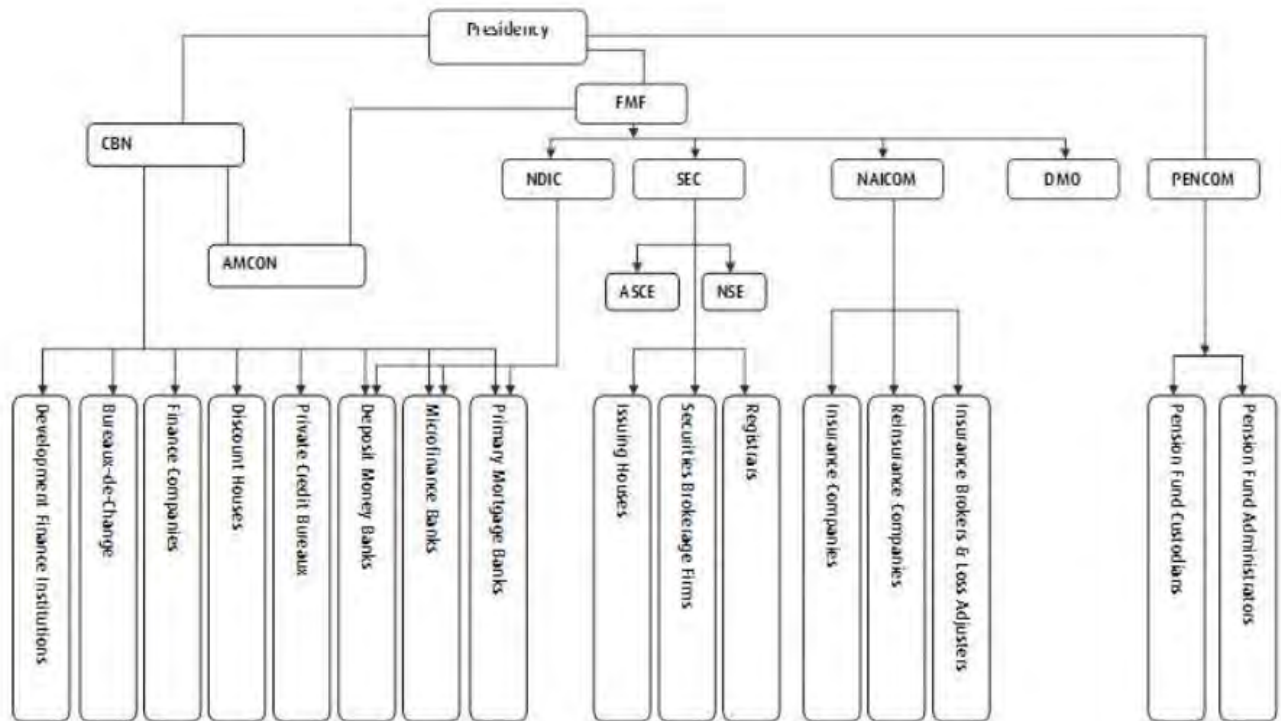 Presidency
FMF
CBN
NDIC
SEC
NAICOM
DMO
PENCOM
AMCON
ASCE
NSE
Development Finance Institutions
Bureaux-de-Change
Finance Companies
Discount Houses
Private Credit Bureaux
Deposit Money Banks
Microfinance Banks
Primary Mortgage Banks
Issuing Houses
Securities Brokerage Firms
Registrars
Insurance Companies
Reinsurance Companies
Insurance Brokers & Loss Adjusters
Pension Fund Custodians
Pension Fund Administrators